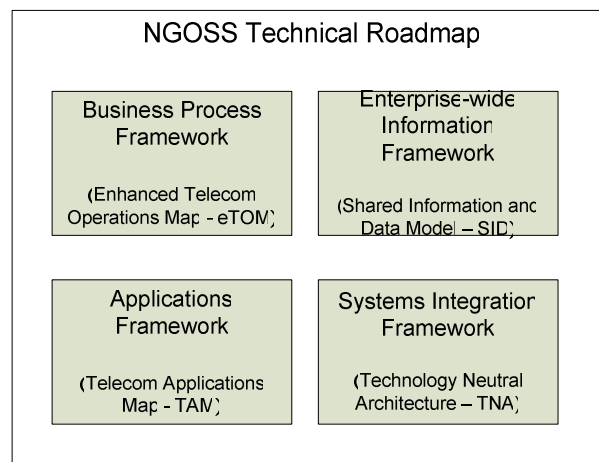 NGOSS Technical Roadmap
Business Process
Framework
(Enhanced Telecom
Operations Map - eTOM)
Enterprise-wide
Information
Framework
(Shared Information and
Data Model – SID)
Applications
Framework
(Telecom Applications
Map - TAM)
Systems Integration
Framework
(Technology Neutral
Architecture – TNA)